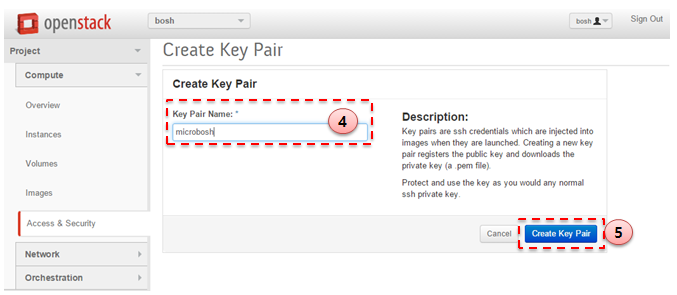 openstack
bosh
bosh
Sign Out
Project
Create Key Pair
Compute
Overview
Instances
Volumes
Images
Access & Security
Network
Orchestration
Create Key Pair
Key Pair Name: *
4
microbosh
Description:
Key pairs are ssh credentials which are injected into
images when they are launched. Creating a new key
pair registers the public key and downloads the
private key (a .pem file).
Protect and use the key as you would any normal
ssh private key.
Cancel
Create Key Pair
5